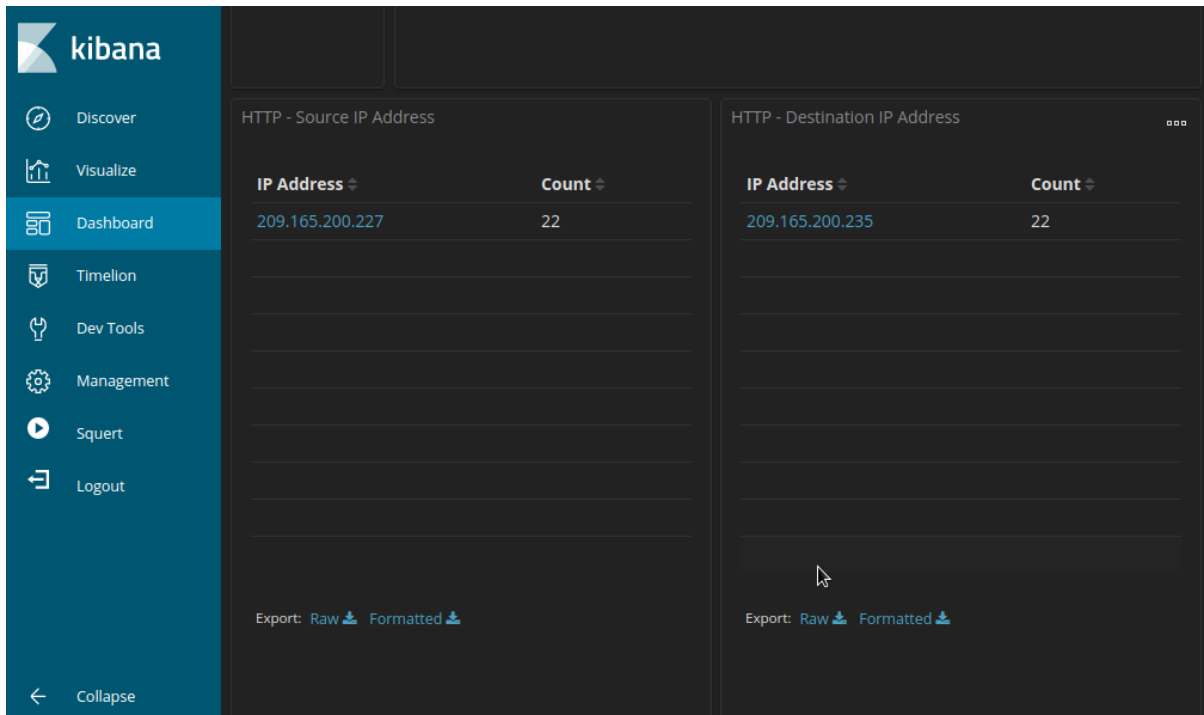 kibana
Discover
Visualize
Dashboard
Timelion
Dev Tools
Management
Squert
Logout
Collapse
HTTP - Source IP Address
IP Address Count
209.165.200.227 22
Export: Raw Formatted
HTTP - Destination IP Address
IP Address Count
209.165.200.235 22
Export: Raw Formatted